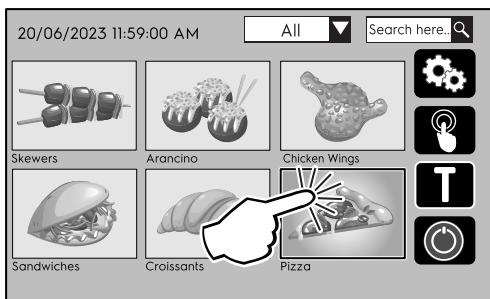 20/06/2023 11:59:00 AM All Search here..
Skewers Arancino Chicken Wings
T
Sandwiches Croissants Pizza